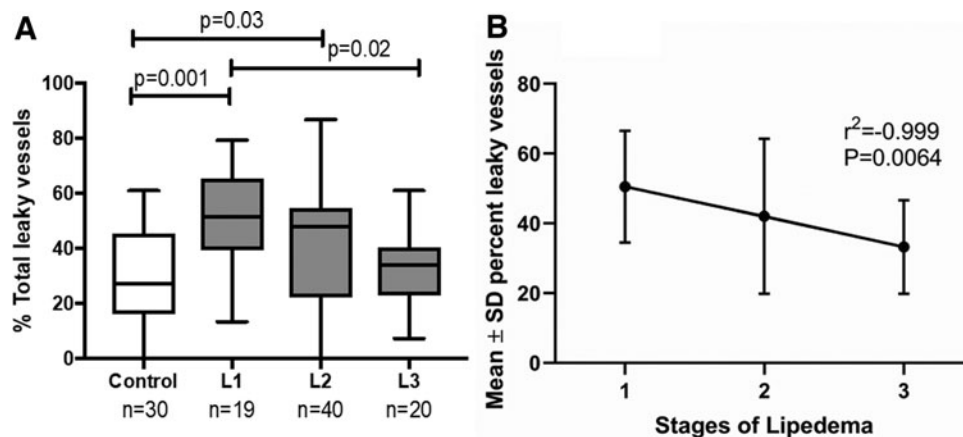 A
p=0.03
p=0.02
p=0.001
% Total leaky vessels
100
80
60
40
20
0
Control L1 L2 L3
n=30 n=19 n=40 n=20
B
Mean ± SD percent leaky vessels
80
60
40
20
0
r²=-0.999
P=0.0064
1 2 3
Stages of Lipedema